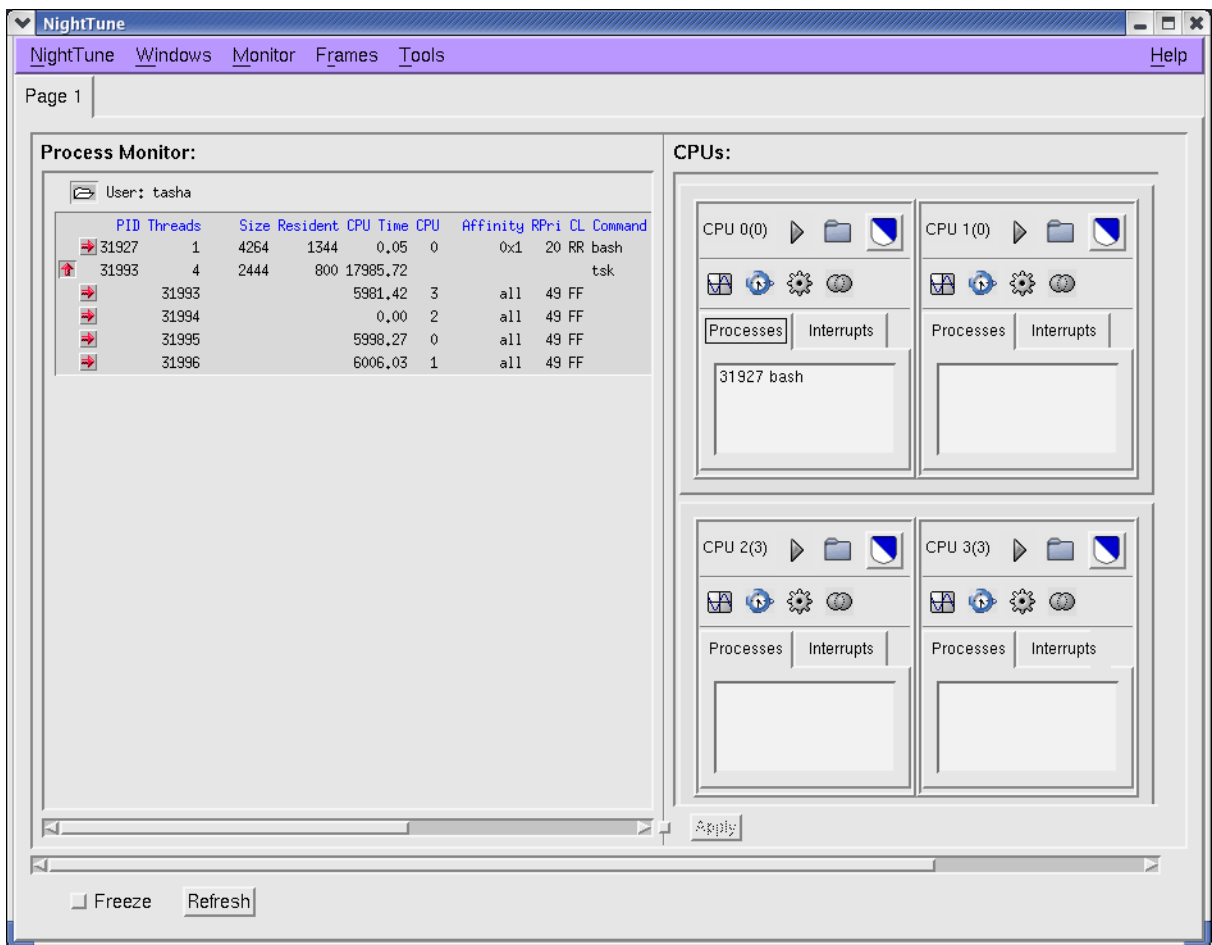 NightTune
NightTune Windows Monitor Frames Tools Help
Page 1
Process Monitor:
User: tasha
PID Threads Size Resident CPU Time CPU Affinity RPri CL Command
31927 1 4264 1344 0.05 0 0x1 20 RR bash
31993 4 2444 800 17985.72 tsk
31993 5981.42 3 all 49 FF
31994 0.00 2 all 49 FF
31995 5998.27 0 all 49 FF
31996 6006.03 1 all 49 FF
CPUs:
CPU 0(0)
Processes Interrupts
31927 bash
CPU 1(0)
Processes Interrupts
CPU 2(3)
Processes Interrupts
CPU 3(3)
Processes Interrupts
Apply
Freeze Refresh